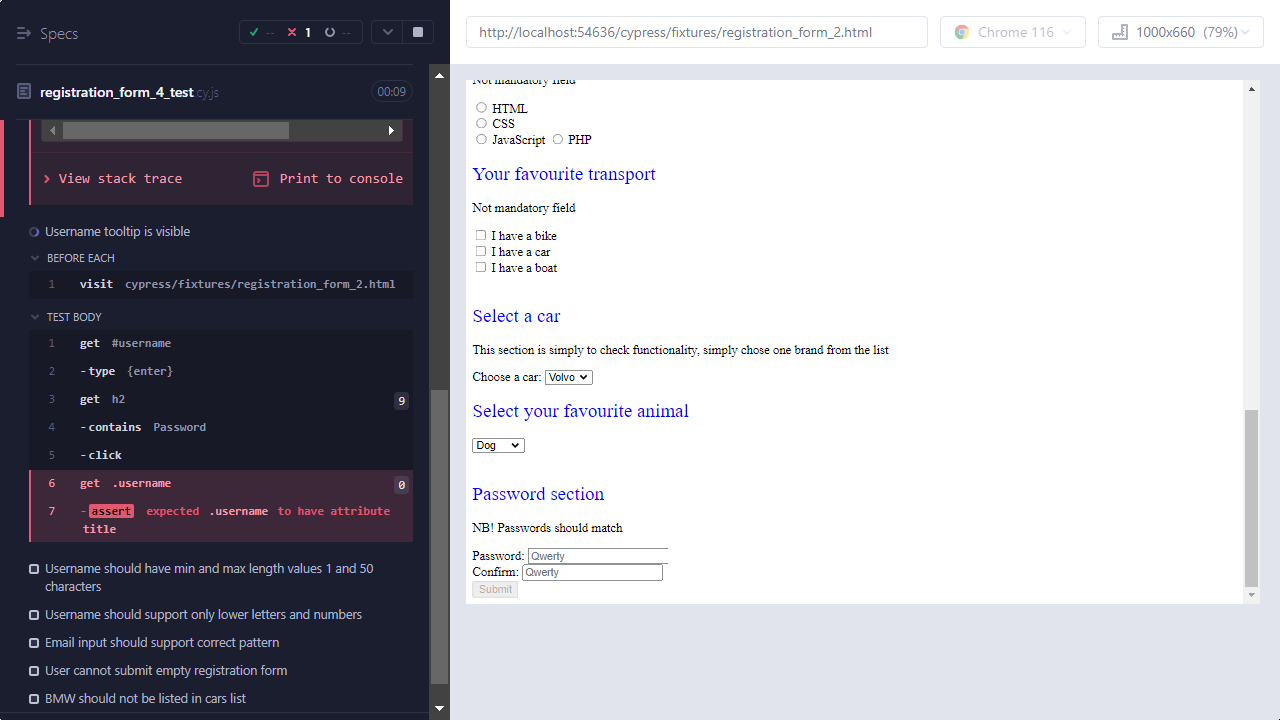 Specs
--
1
--
http://localhost:54636/cypress/fixtures/registration_form_2.html
Chrome 116
1000x660 (79%)
registration_form_4_test.cy.js
00:09
View stack trace
Print to console
Username tooltip is visible
BEFORE EACH
1 visit cypress/fixtures/registration_form_2.html
TEST BODY
1 get #username
2 -type {enter}
3 get h2 9
4 -contains Password
5 -click
6 get .username 0
7 -assert expected .username to have attribute
title
Username should have min and max length values 1 and 50
characters
Username should support only lower letters and numbers
Email input should support correct pattern
User cannot submit empty registration form
BMW should not be listed in cars list
Not mandatory field
HTML
CSS
JavaScript PHP
Your favourite transport
Not mandatory field
I have a bike
I have a car
I have a boat
Select a car
This section is simply to check functionality, simply chose one brand from the list
Choose a car: Volvo
Select your favourite animal
Dog
Password section
NB! Passwords should match
Password: Qwerty
Confirm: Qwerty
Submit